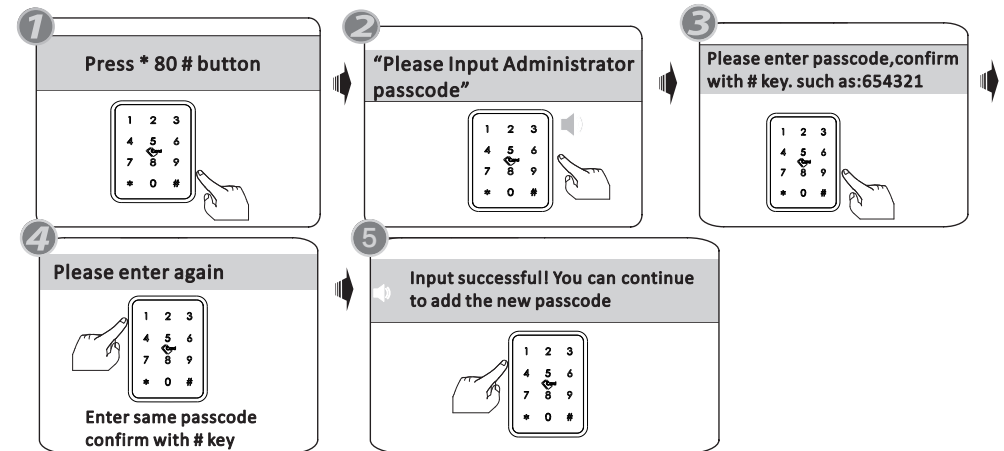 1
Press * 80 # button
1 2 3
4 5 6
7 8 9
* 0 #
2
“Please Input Administrator
passcode”
1 2 3
4 5 6
7 8 9
* 0 #
3
Please enter passcode,confirm
with # key. such as:654321
1 2 3
4 5 6
7 8 9
* 0 #
4
Please enter again
1 2 3
4 5 6
7 8 9
* 0 #
Enter same passcode
confirm with # key
5
Input successful! You can continue
to add the new passcode
1 2 3
4 5 6
7 8 9
* 0 #